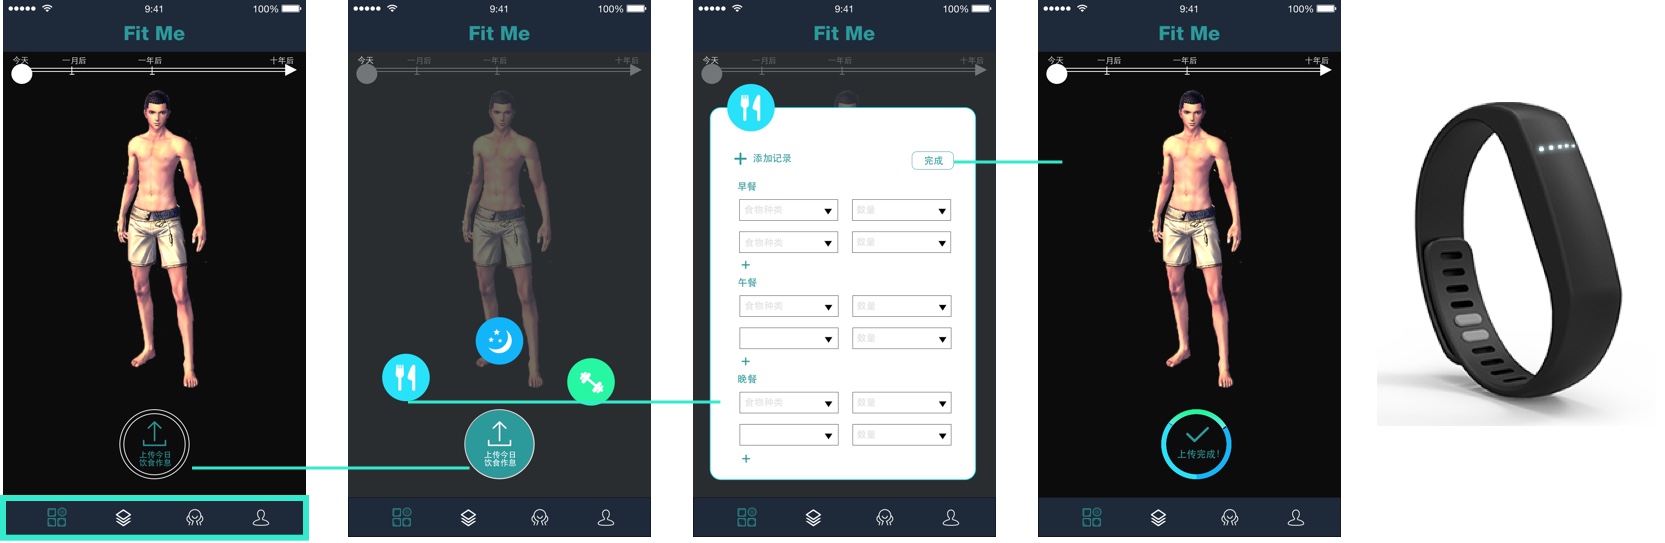 9:41
100%
Fit Me
今天 一月后 一年后 十年后
上传今日
饮食作息
9:41
100%
Fit Me
今天 一月后 一年后 十年后
上传今日
饮食作息
9:41
100%
Fit Me
今天 一月后 一年后 十年后
添加记录
完成
早餐
食物种类 数量
食物种类 数量
+
午餐
食物种类 数量
数量
+
晚餐
食物种类 数量
数量
+
9:41
100%
Fit Me
今天 一月后 一年后 十年后
上传完成!